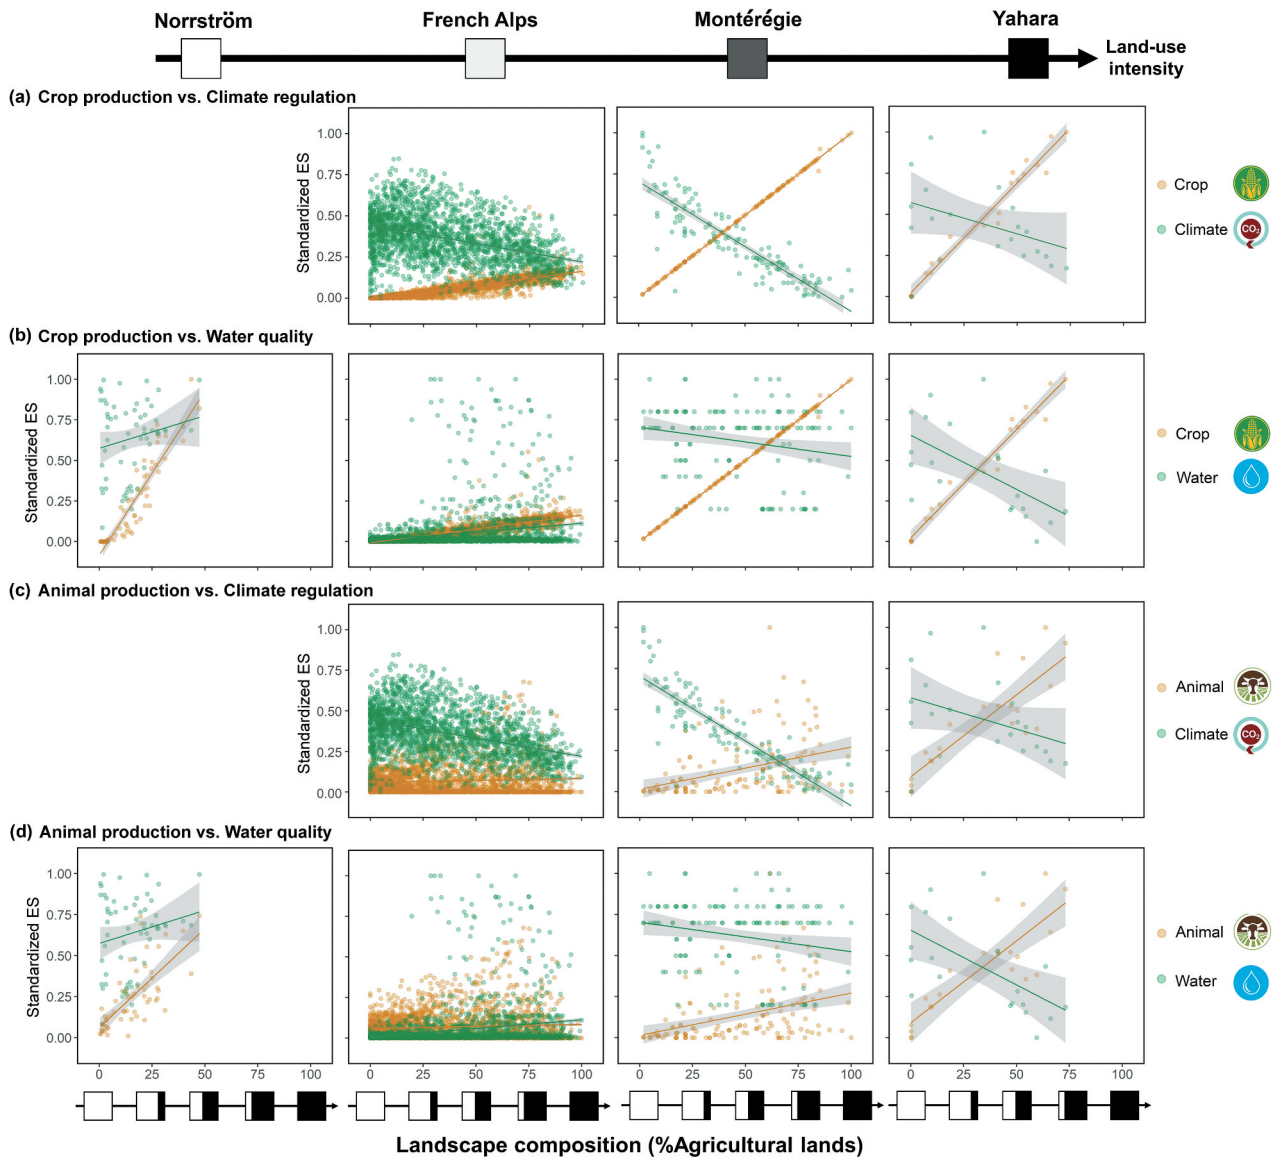 Norrström French Alps Montérégie Yahara
Land-use
intensity
(a) Crop production vs. Climate regulation
Standardized ES
1.00
0.75
0.50
0.25
0.00
Crop
Climate
CO₂
(b) Crop production vs. Water quality
Standardized ES
1.00
0.75
0.50
0.25
0.00
Crop
Water
(c) Animal production vs. Climate regulation
Standardized ES
1.00
0.75
0.50
0.25
0.00
Animal
Climate
CO₂
(d) Animal production vs. Water quality
Standardized ES
1.00
0.75
0.50
0.25
0.00
Animal
Water
0 25 50 75 100 0 25 50 75 100 0 25 50 75 100 0 25 50 75 100
Landscape composition (%Agricultural lands)